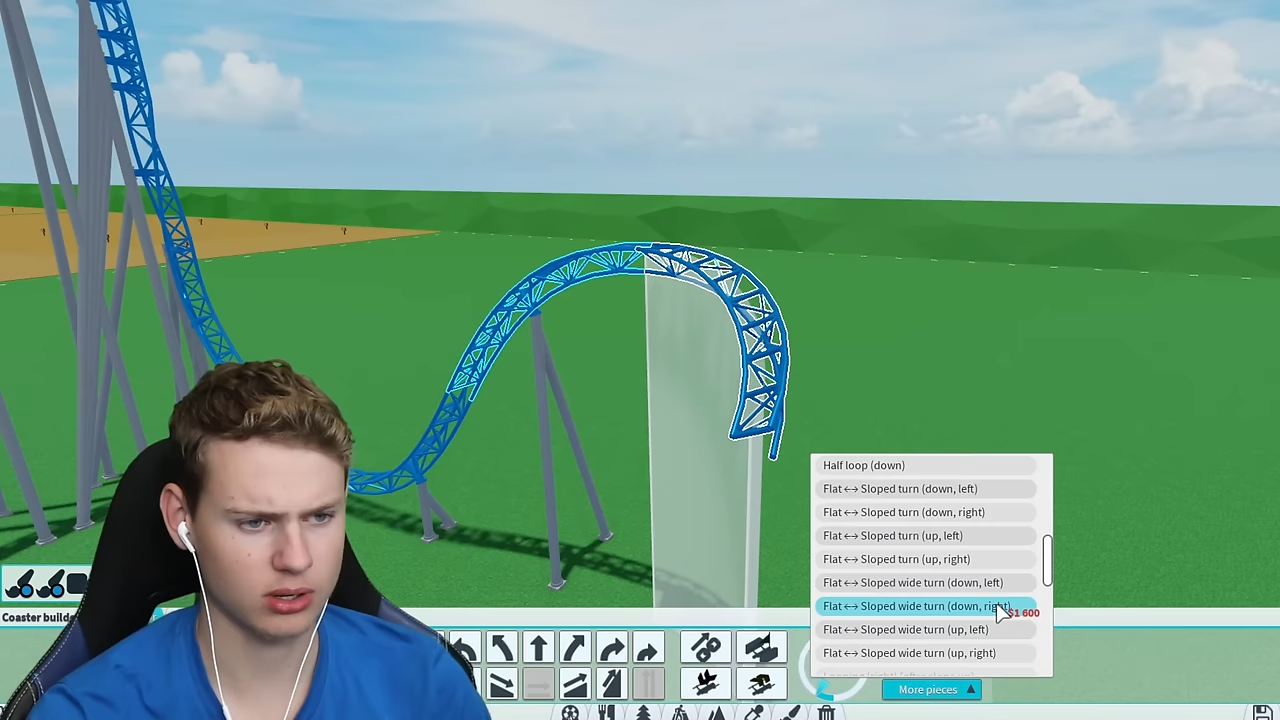 Half loop (down)
Flat <-> Sloped turn (down, left)
Flat <-> Sloped turn (down, right)
Flat <-> Sloped turn (up, left)
Flat <-> Sloped turn (up, right)
Flat <-> Sloped wide turn (down, left)
Flat <-> Sloped wide turn (down, right)
$1 600
Flat <-> Sloped wide turn (up, left)
Flat <-> Sloped wide turn (up, right)
Coaster builde
More pieces ▲